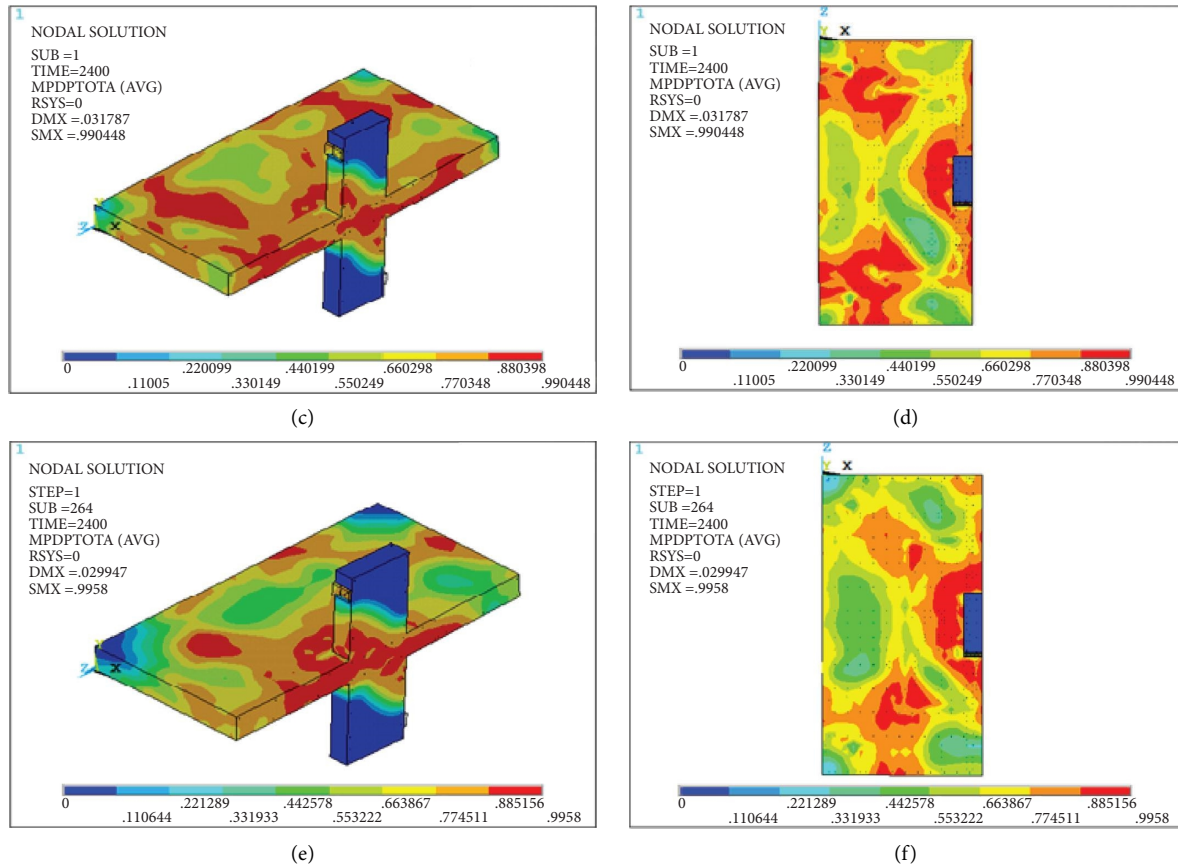 1
NODAL SOLUTION
SUB =1
TIME=2400
MPDPTOTA (AVG)
RSYS=0
DMX =.031787
SMX =.990448
Y
Z X
0 .220099 .440199 .660298 .880398
.11005 .330149 .550249 .770348 .990448
(c)
1
Z
Y X
NODAL SOLUTION
SUB =1
TIME=2400
MPDPTOTA (AVG)
RSYS=0
DMX =.031787
SMX =.990448
0 .220099 .440199 .660298 .880398
.11005 .330149 .550249 .770348 .990448
(d)
1
NODAL SOLUTION
STEP=1
SUB =264
TIME=2400
MPDPTOTA (AVG)
RSYS=0
DMX =.029947
SMX =.9958
Y
Z X
0 .221289 .442578 .663867 .885156
.110644 .331933 .553222 .774511 .9958
(e)
1
Z
Y X
NODAL SOLUTION
STEP=1
SUB =264
TIME=2400
MPDPTOTA (AVG)
RSYS=0
DMX =.029947
SMX =.9958
0 .221289 .442578 .663867 .885156
.110644 .331933 .553222 .774511 .9958
(f)